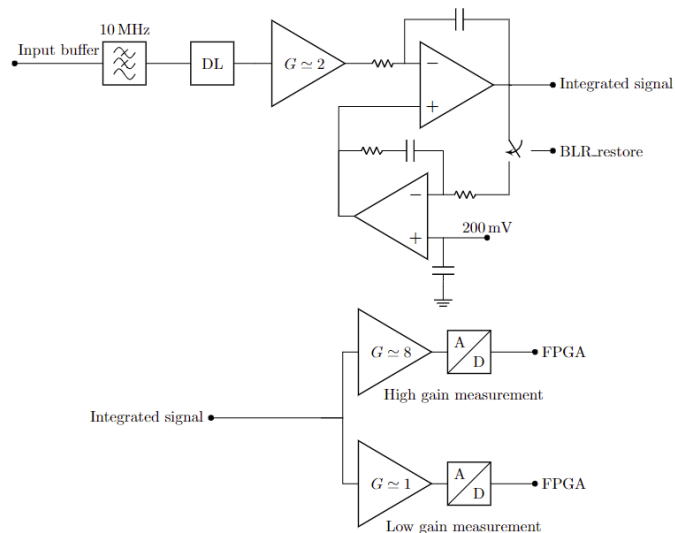 10 MHz
Input buffer
DL
G ≃ 2
−
+
Integrated signal
BLR_restore
−
+
200 mV
G ≃ 8
A
D
FPGA
High gain measurement
Integrated signal
G ≃ 1
A
D
FPGA
Low gain measurement